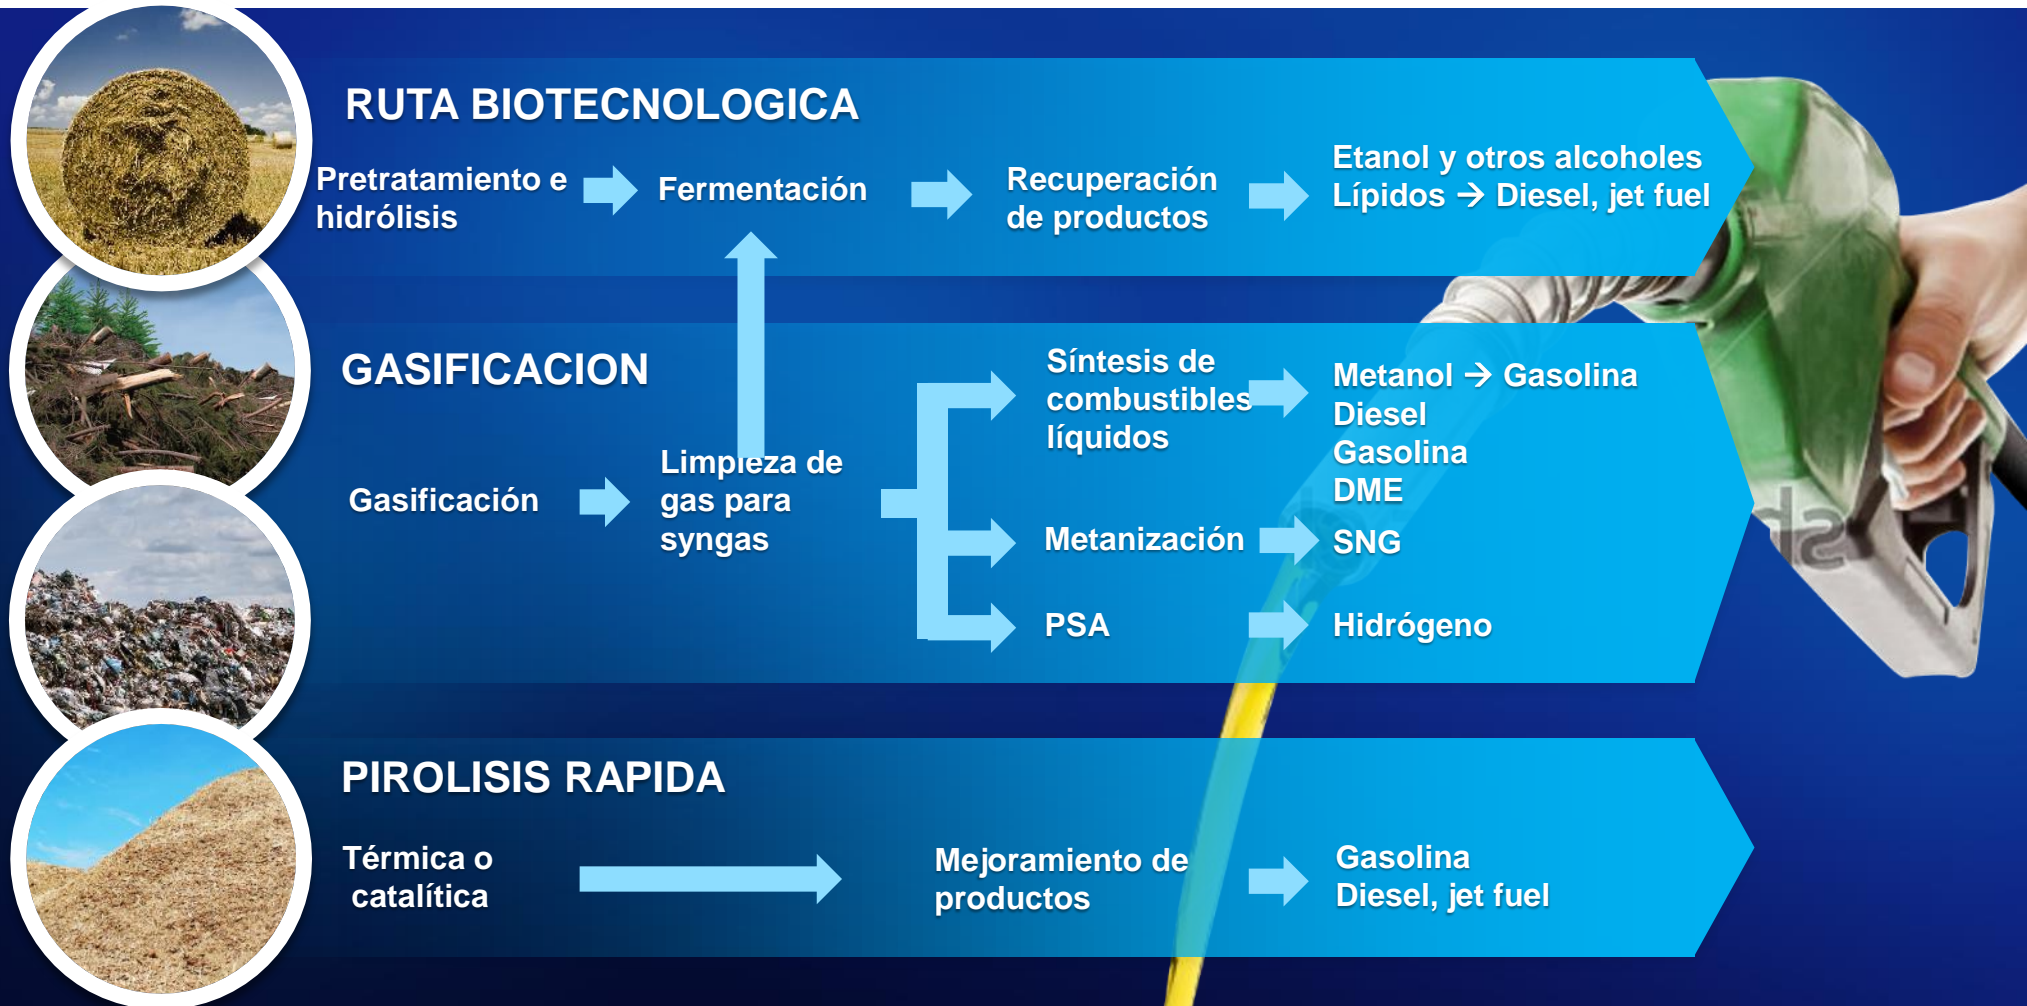 RUTA BIOTECNOLOGICA
Pretratamiento e
hidrólisis
Fermentación
Recuperación
de productos
Etanol y otros alcoholes
Lípidos → Diesel, jet fuel
GASIFICACION
Gasificación
Limpieza de
gas para
syngas
Síntesis de
combustibles
líquidos
Metanol → Gasolina
Diesel
Gasolina
DME
Metanización
SNG
PSA
Hidrógeno
PIROLISIS RAPIDA
Térmica o
catalítica
Mejoramiento de
productos
Gasolina
Diesel, jet fuel